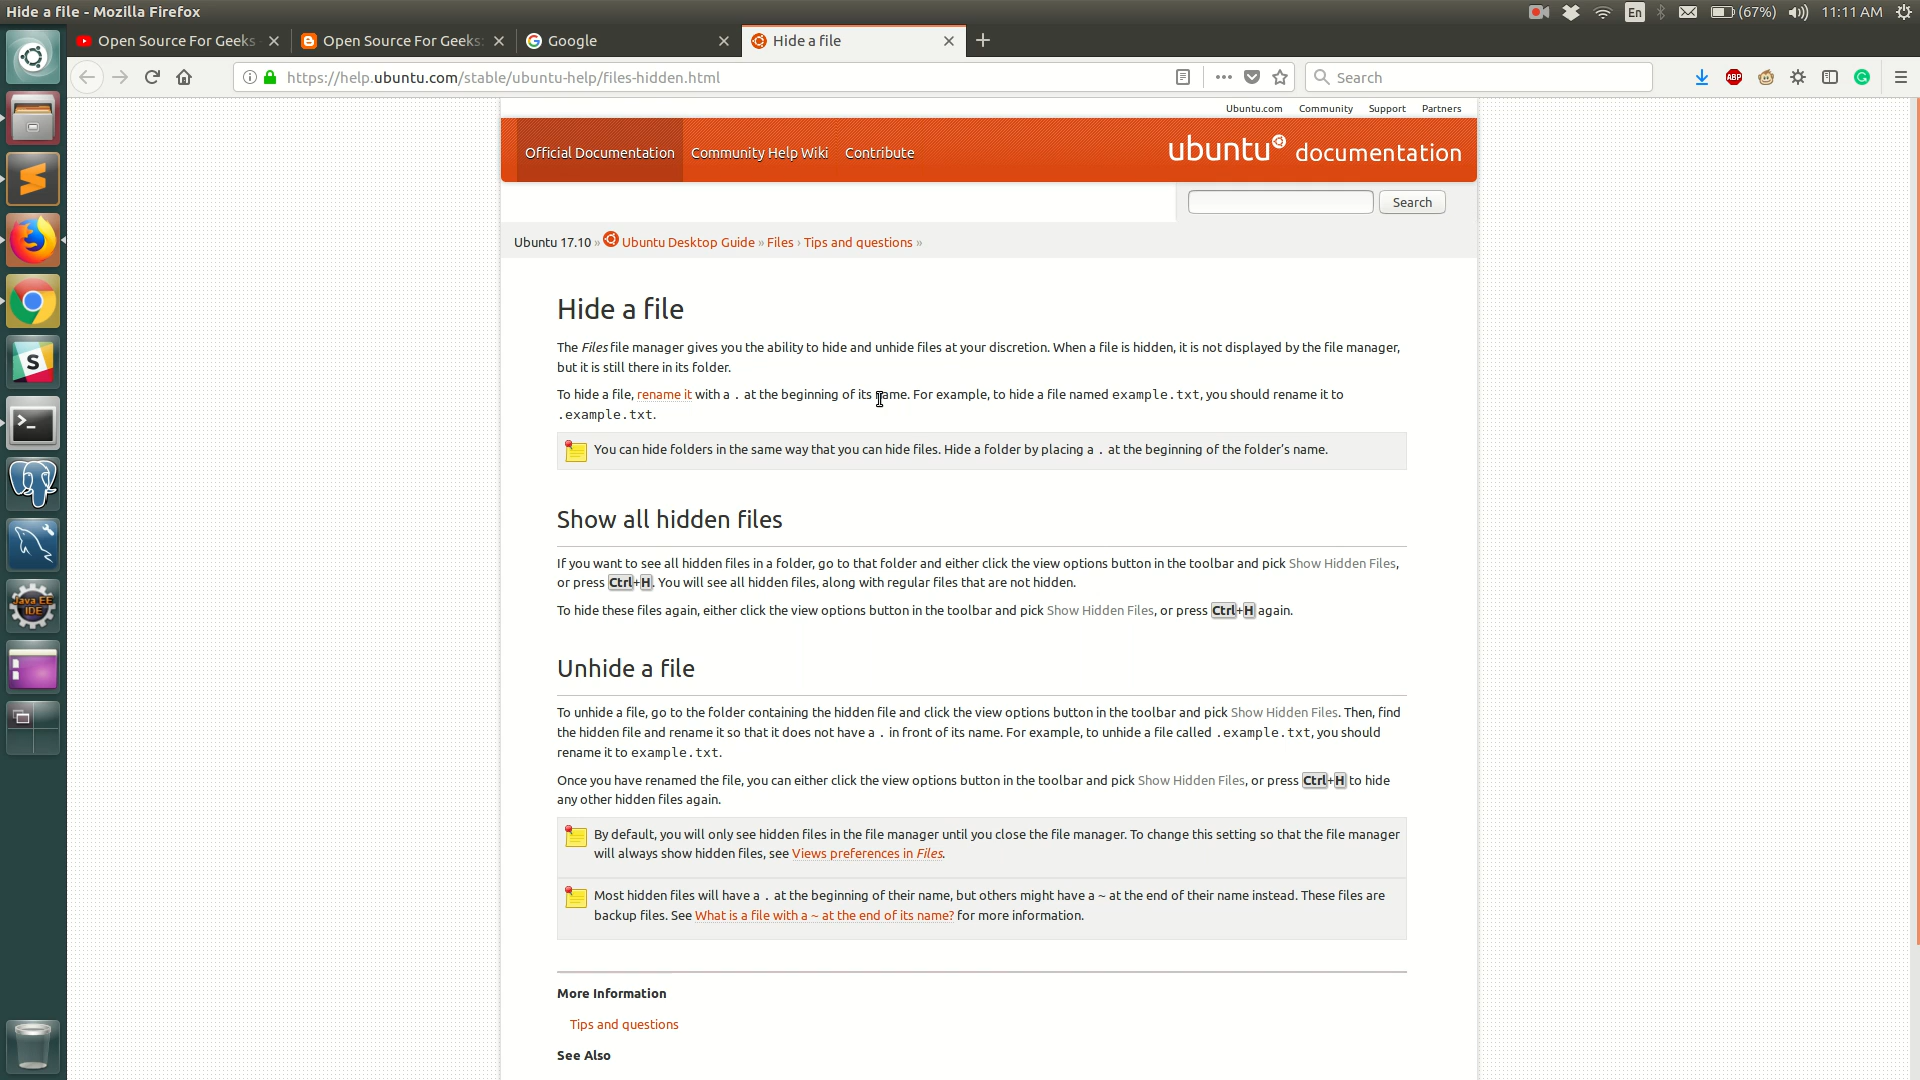 Hide a file - Mozilla Firefox
En
(67%)
11:11 AM
Open Source For Geeks
Open Source For Geeks:
Google
Hide a file
https://help.ubuntu.com/stable/ubuntu-help/files-hidden.html
Search
ABP
Ubuntu.com Community Support Partners
Official Documentation Community Help Wiki Contribute
ubuntu documentation
Search
Ubuntu 17.10 » Ubuntu Desktop Guide » Files › Tips and questions »
Hide a file
The Files file manager gives you the ability to hide and unhide files at your discretion. When a file is hidden, it is not displayed by the file manager,
but it is still there in its folder.
To hide a file, rename it with a . at the beginning of its name. For example, to hide a file named example.txt, you should rename it to
.example.txt.
You can hide folders in the same way that you can hide files. Hide a folder by placing a . at the beginning of the folder’s name.
Show all hidden files
If you want to see all hidden files in a folder, go to that folder and either click the view options button in the toolbar and pick Show Hidden Files,
or press Ctrl+H. You will see all hidden files, along with regular files that are not hidden.
To hide these files again, either click the view options button in the toolbar and pick Show Hidden Files, or press Ctrl+H again.
Unhide a file
To unhide a file, go to the folder containing the hidden file and click the view options button in the toolbar and pick Show Hidden Files. Then, find
the hidden file and rename it so that it does not have a . in front of its name. For example, to unhide a file called .example.txt, you should
rename it to example.txt.
Once you have renamed the file, you can either click the view options button in the toolbar and pick Show Hidden Files, or press Ctrl+H to hide
any other hidden files again.
By default, you will only see hidden files in the file manager until you close the file manager. To change this setting so that the file manager
will always show hidden files, see Views preferences in Files.
Most hidden files will have a . at the beginning of their name, but others might have a ~ at the end of their name instead. These files are
backup files. See What is a file with a ~ at the end of its name? for more information.
More Information
Tips and questions
See Also
S
Java EE
IDE